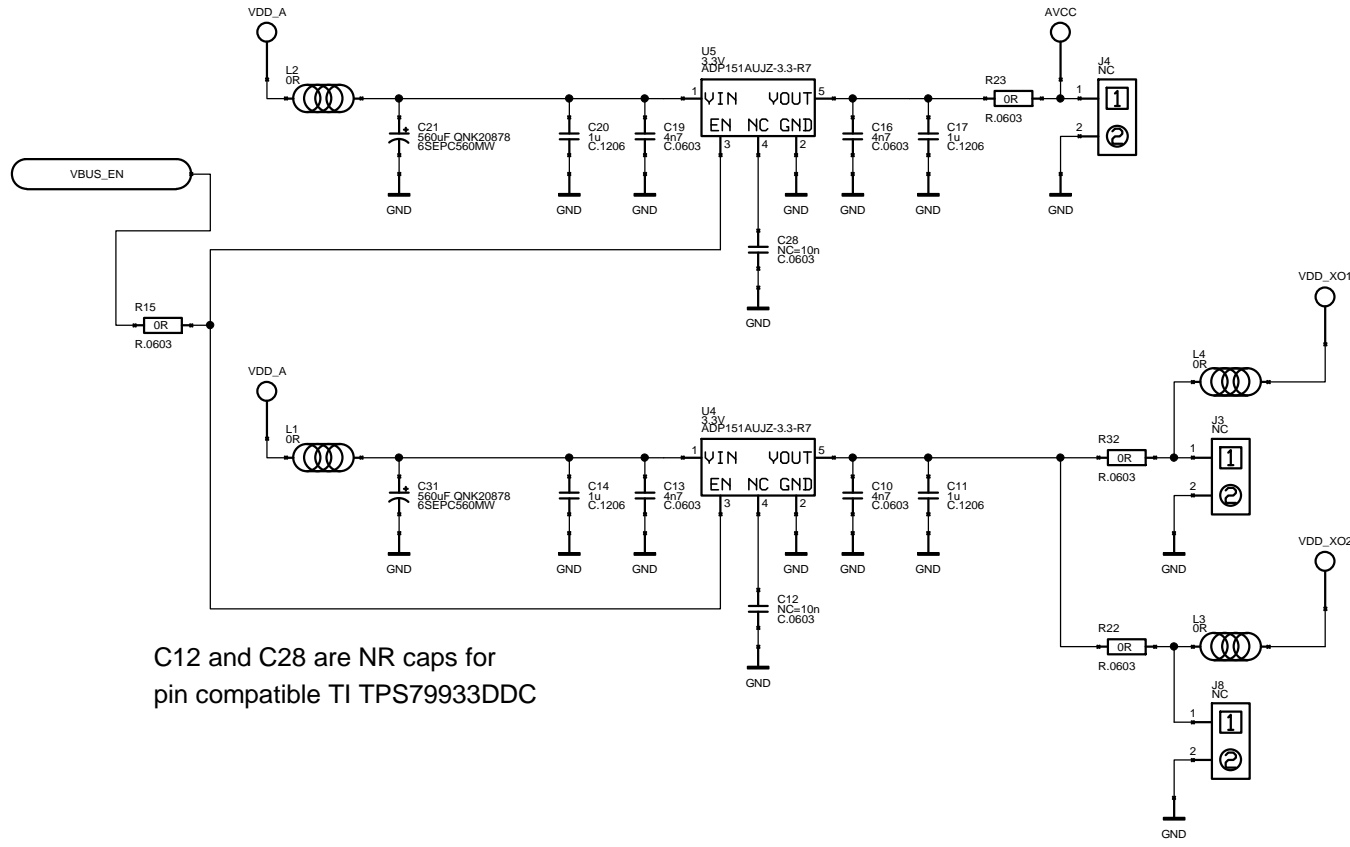 VDD_A
L2
0R
C21
560uF QNK20878
6SEPC560MW
GND
C20
1u
C.1206
GND
C19
4n7
C.0603
GND
U5
3.3V
ADP151AUJZ-3.3-R7
1
VIN
VOUT
5
EN
NC
GND
3
4
2
GND
C28
NC=10n
C.0603
GND
C16
4n7
C.0603
GND
C17
1u
C.1206
GND
R23
0R
R.0603
AVCC
J4
NC
1
1
2
2
GND
VBUS_EN
R15
0R
R.0603
VDD_A
L1
0R
C31
560uF QNK20878
6SEPC560MW
GND
C14
1u
C.1206
GND
C13
4n7
C.0603
GND
U4
3.3V
ADP151AUJZ-3.3-R7
1
VIN
VOUT
5
EN
NC
GND
3
4
2
GND
C12
NC=10n
C.0603
GND
C10
4n7
C.0603
GND
C11
1u
C.1206
GND
R32
0R
R.0603
L4
0R
VDD_XO1
J3
NC
1
1
2
2
GND
R22
0R
R.0603
L3
0R
VDD_XO2
J8
NC
1
1
2
2
GND
C12 and C28 are NR caps for
pin compatible TI TPS79933DDC